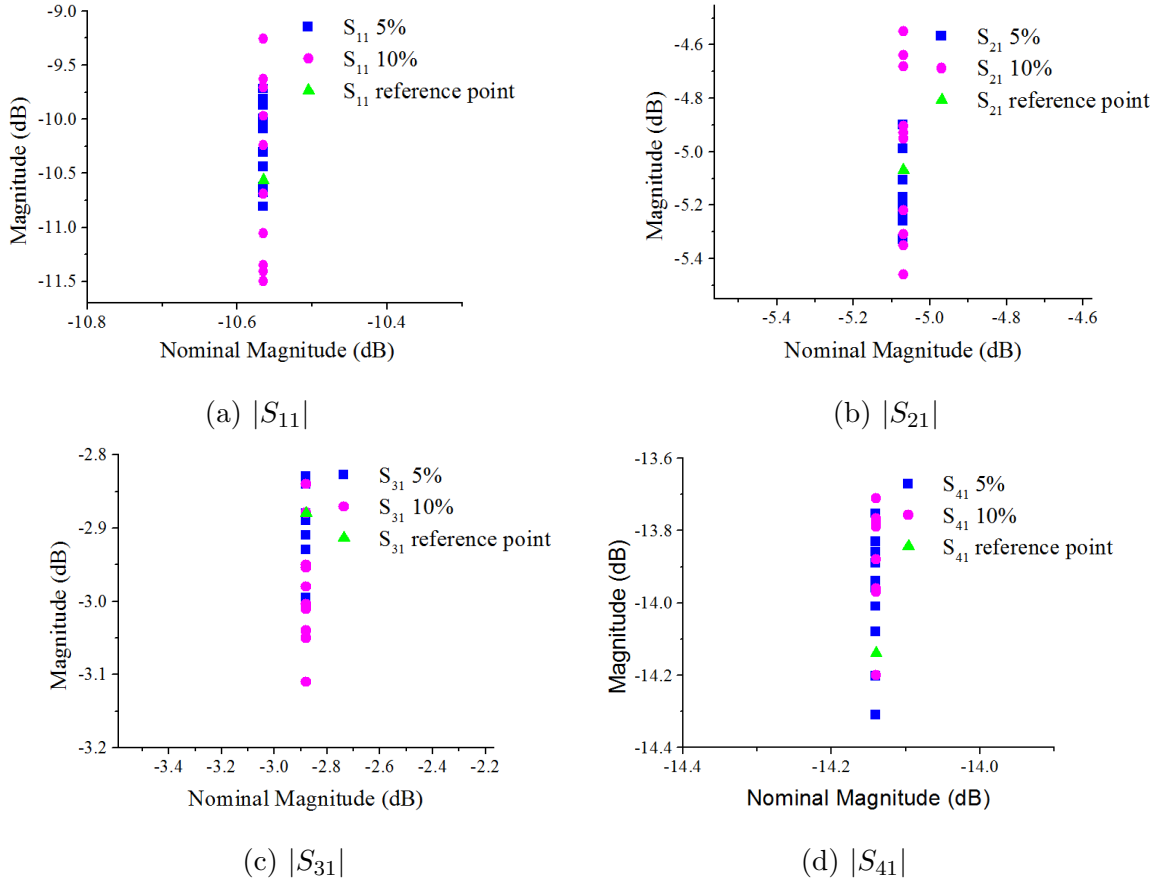 -9.0
-9.5
-10.0
-10.5
-11.0
-11.5
Magnitude (dB)
-10.8 -10.6 -10.4
Nominal Magnitude (dB)
S11 5%
S11 10%
S11 reference point
(a) |S11|
-4.6
-4.8
-5.0
-5.2
-5.4
Magnitude (dB)
-5.4 -5.2 -5.0 -4.8 -4.6
Nominal Magnitude (dB)
S21 5%
S21 10%
S21 reference point
(b) |S21|
-2.8
-2.9
-3.0
-3.1
-3.2
Magnitude (dB)
-3.4 -3.2 -3.0 -2.8 -2.6 -2.4 -2.2
Nominal Magnitude (dB)
S31 5%
S31 10%
S31 reference point
(c) |S31|
-13.6
-13.8
-14.0
-14.2
-14.4
Magnitude (dB)
-14.4 -14.2 -14.0
Nominal Magnitude (dB)
S41 5%
S41 10%
S41 reference point
(d) |S41|